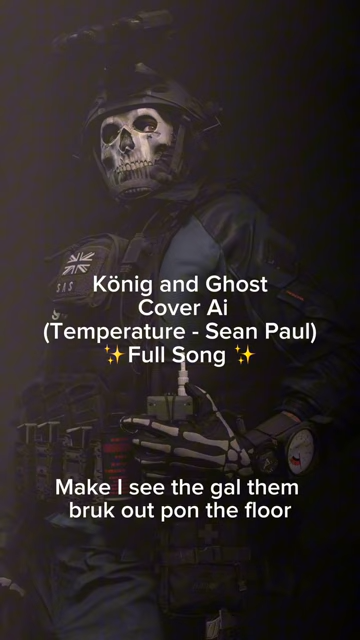 SAS
König and Ghost
Cover Ai
(Temperature - Sean Paul)
✨Full Song ✨
Make I see the gal them
bruk out pon the floor